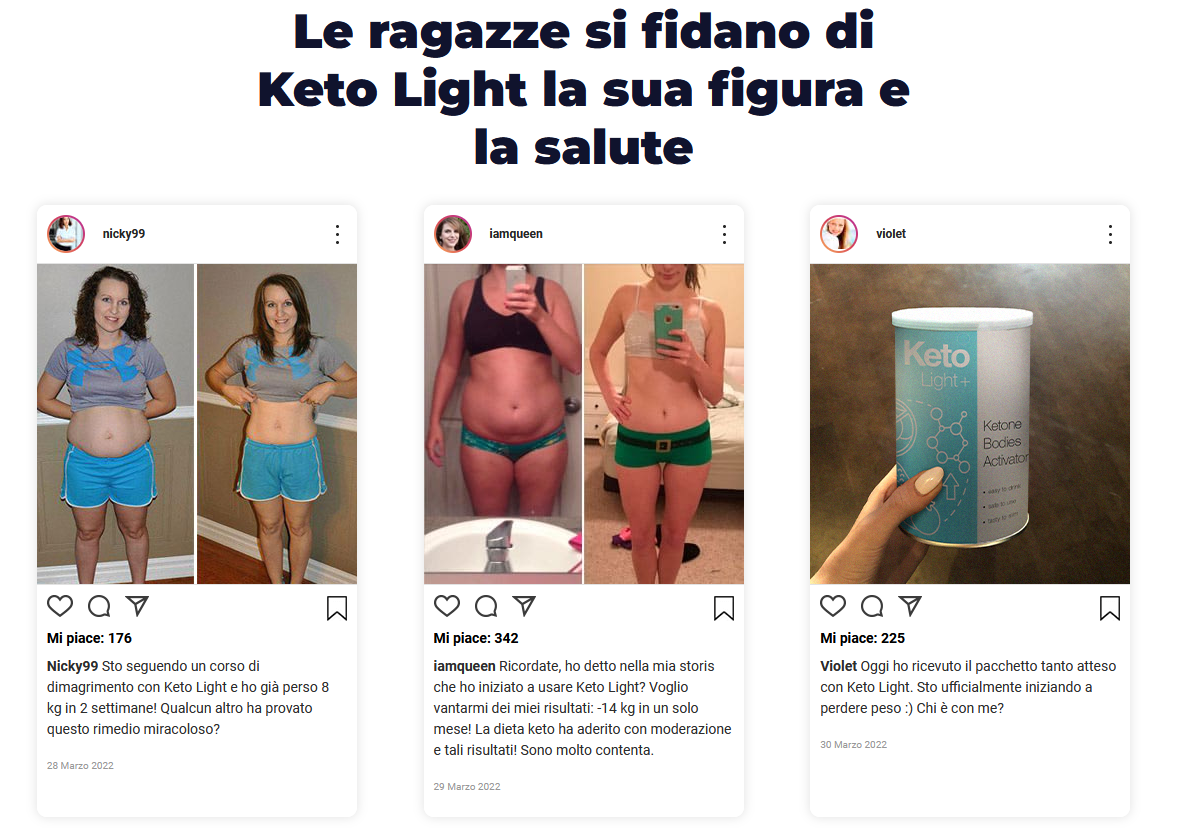 Le ragazze si fidano di
Keto Light la sua figura e
la salute
nicky99
Mi piace: 176
Nicky99 Sto seguendo un corso di
dimagrimento con Keto Light e ho già perso 8
kg in 2 settimane! Qualcun altro ha provato
questo rimedio miracoloso?
28 Marzo 2022
iamqueen
Mi piace: 342
iamqueen Ricordate, ho detto nella mia storis
che ho iniziato a usare Keto Light? Voglio
vantarmi dei miei risultati: -14 kg in un solo
mese! La dieta keto ha aderito con moderazione
e tali risultati! Sono molto contenta.
29 Marzo 2022
violet
Keto
Light+
Ketone
Bodies
Activator
• easy to drink
• safe to use
Mi piace: 225
Violet Oggi ho ricevuto il pacchetto tanto atteso
con Keto Light. Sto ufficialmente iniziando a
perdere peso :) Chi è con me?
30 Marzo 2022